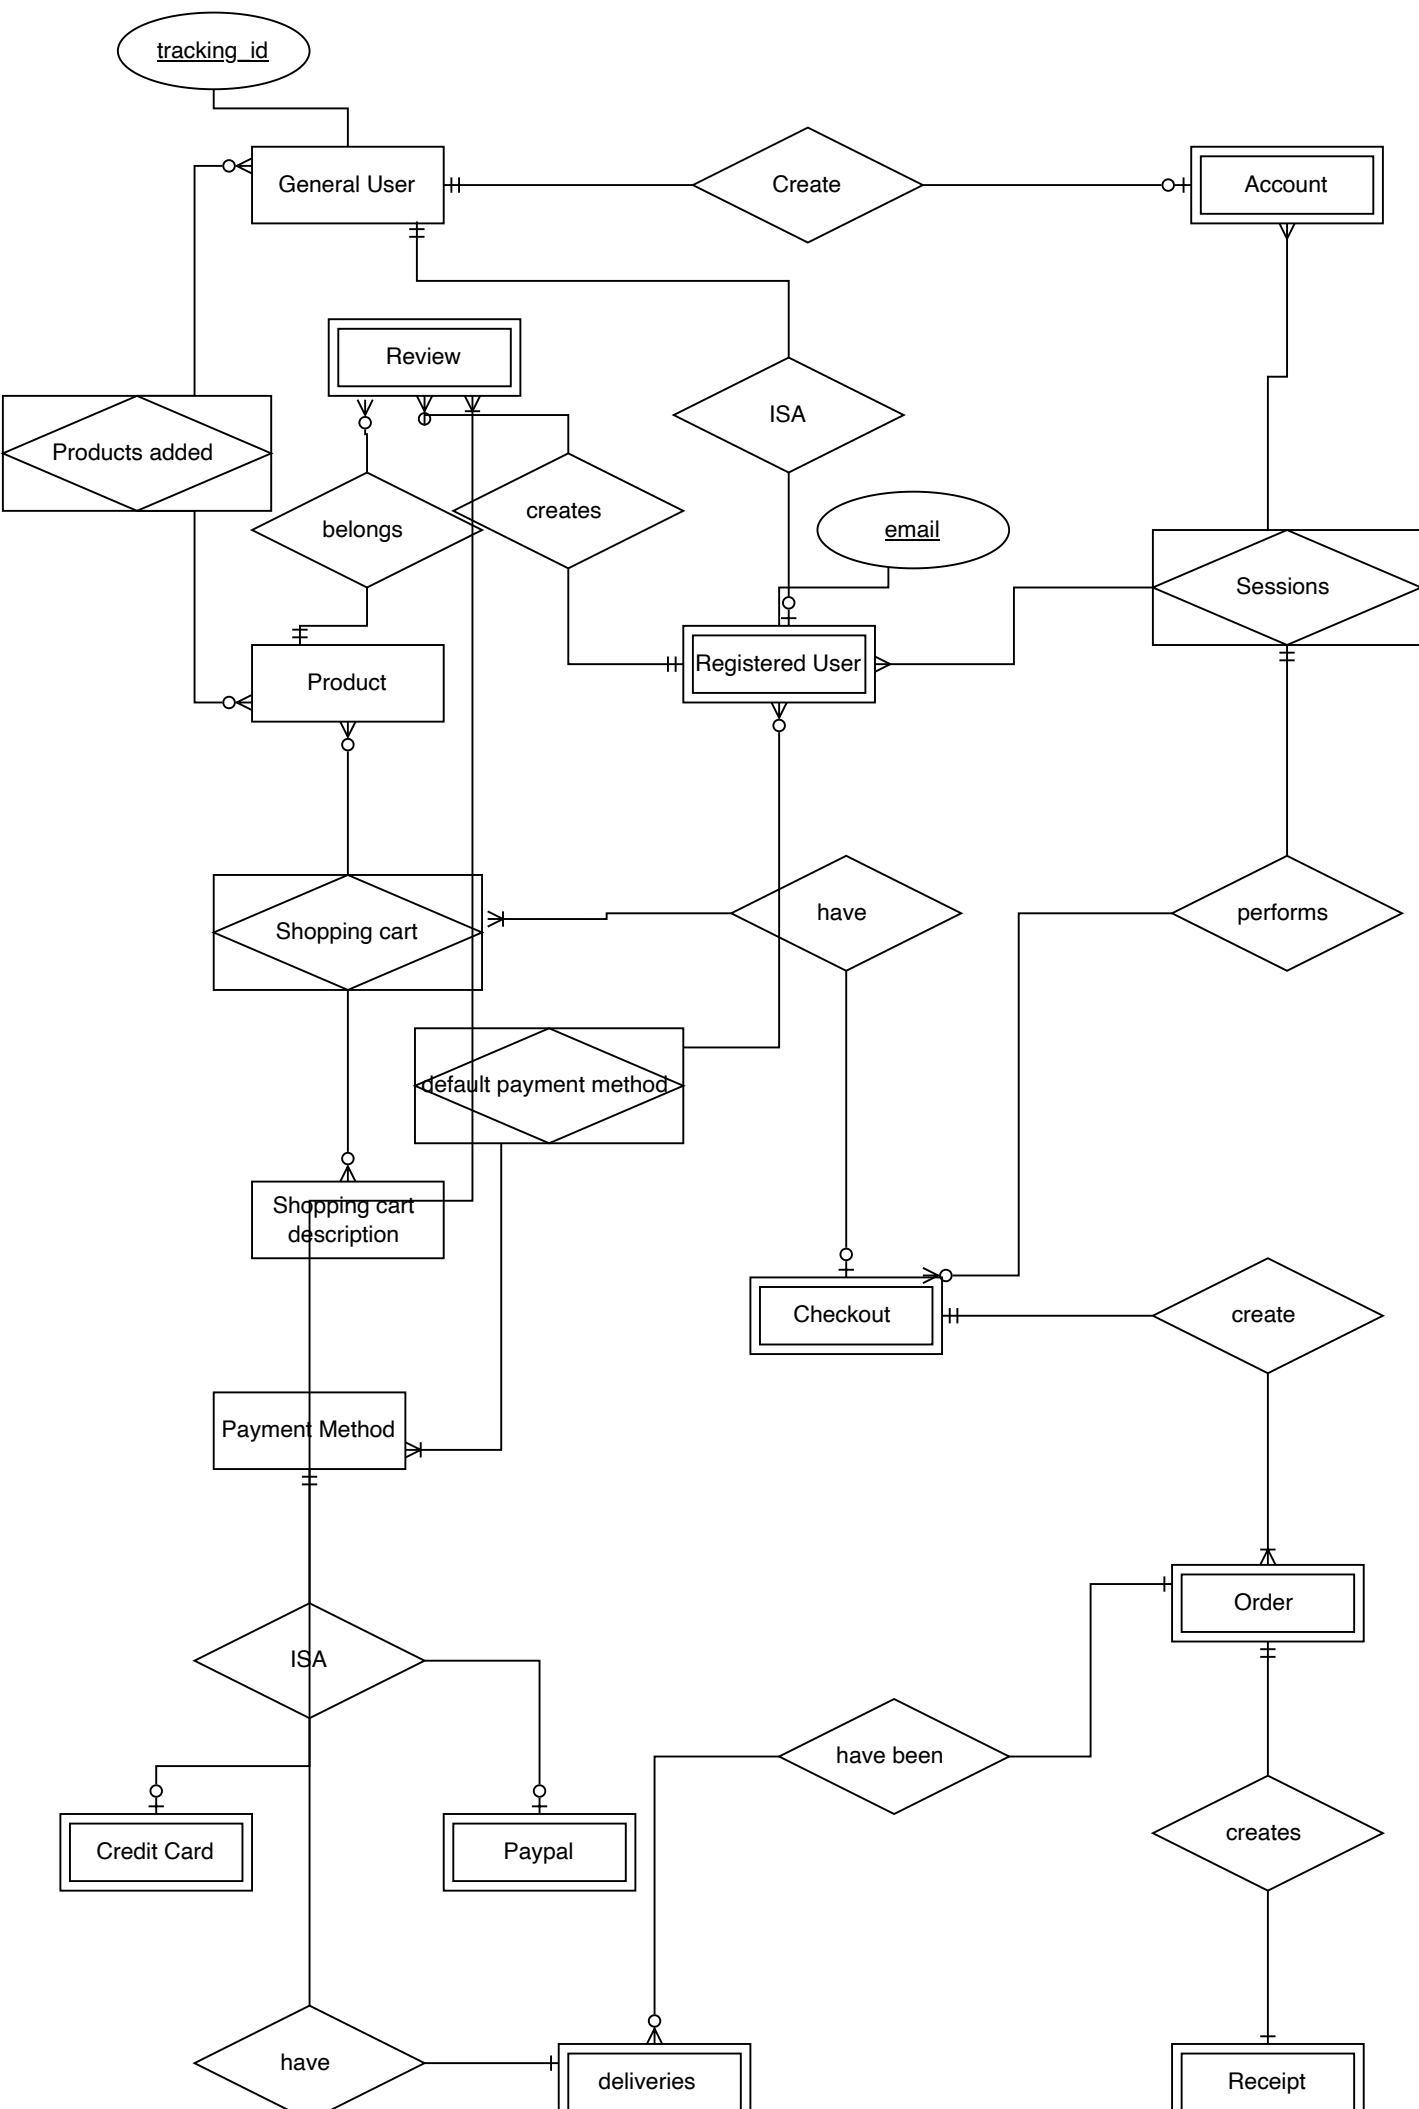 tracking_id
General User
Create
Account
Review
ISA
Products added
belongs
creates
email
Sessions
Registered User
Product
Shopping cart
have
performs
default payment method
Shopping cart
description
Checkout
create
Payment Method
Order
ISA
have been
creates
Credit Card
Paypal
have
deliveries
Receipt